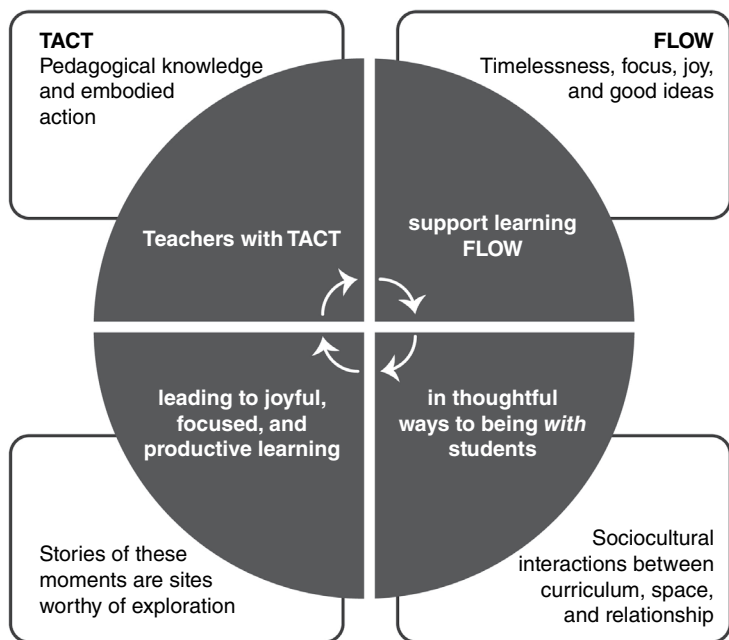 TACT
Pedagogical knowledge
and embodied
action
FLOW
Timelessness, focus, joy,
and good ideas
Teachers with TACT
support learning
FLOW
leading to joyful,
focused, and
productive learning
in thoughtful
ways to being with
students
Stories of these
moments are sites
worthy of exploration
Sociocultural
interactions between
curriculum, space,
and relationship